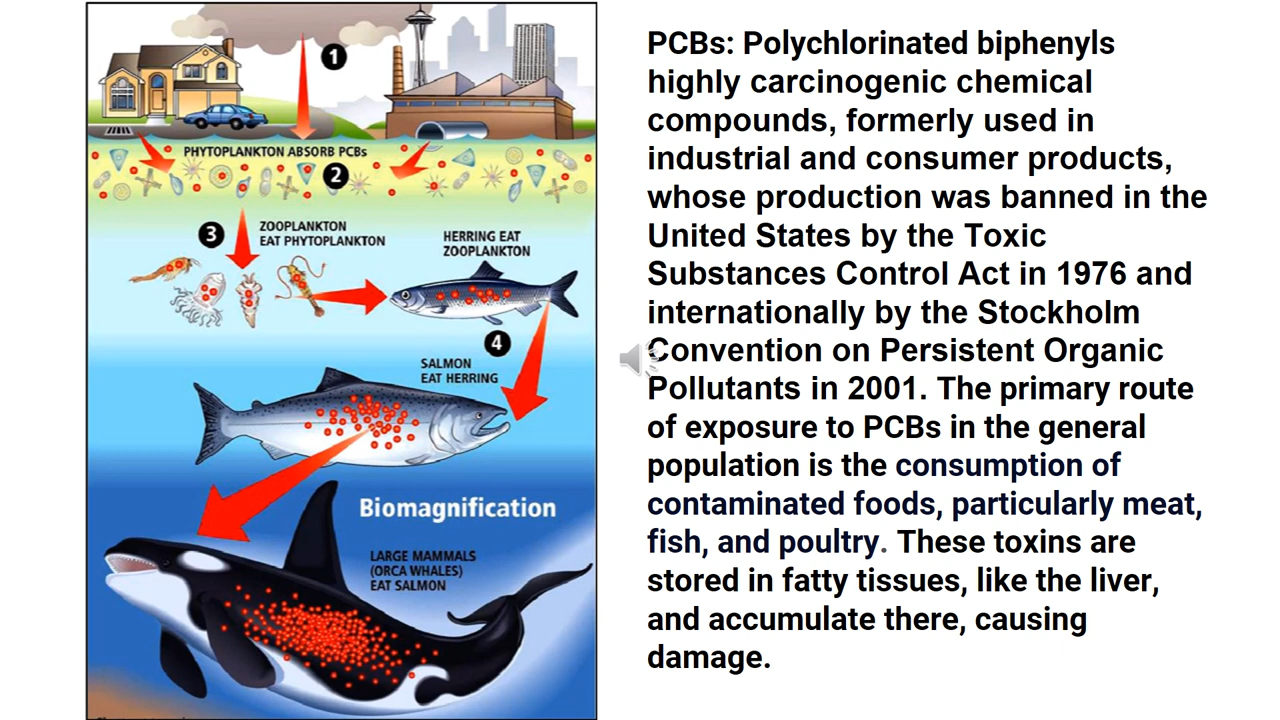 1
PHYTOPLANKTON ABSORB PCBs
2
3
ZOOPLANKTON
EAT PHYTOPLANKTON
HERRING EAT
ZOOPLANKTON
4
SALMON
EAT HERRING
Biomagnification
LARGE MAMMALS
(ORCA WHALES)
EAT SALMON
PCBs: Polychlorinated biphenyls
highly carcinogenic chemical
compounds, formerly used in
industrial and consumer products,
whose production was banned in the
United States by the Toxic
Substances Control Act in 1976 and
internationally by the Stockholm
Convention on Persistent Organic
Pollutants in 2001. The primary route
of exposure to PCBs in the general
population is the consumption of
contaminated foods, particularly meat,
fish, and poultry. These toxins are
stored in fatty tissues, like the liver,
and accumulate there, causing
damage.